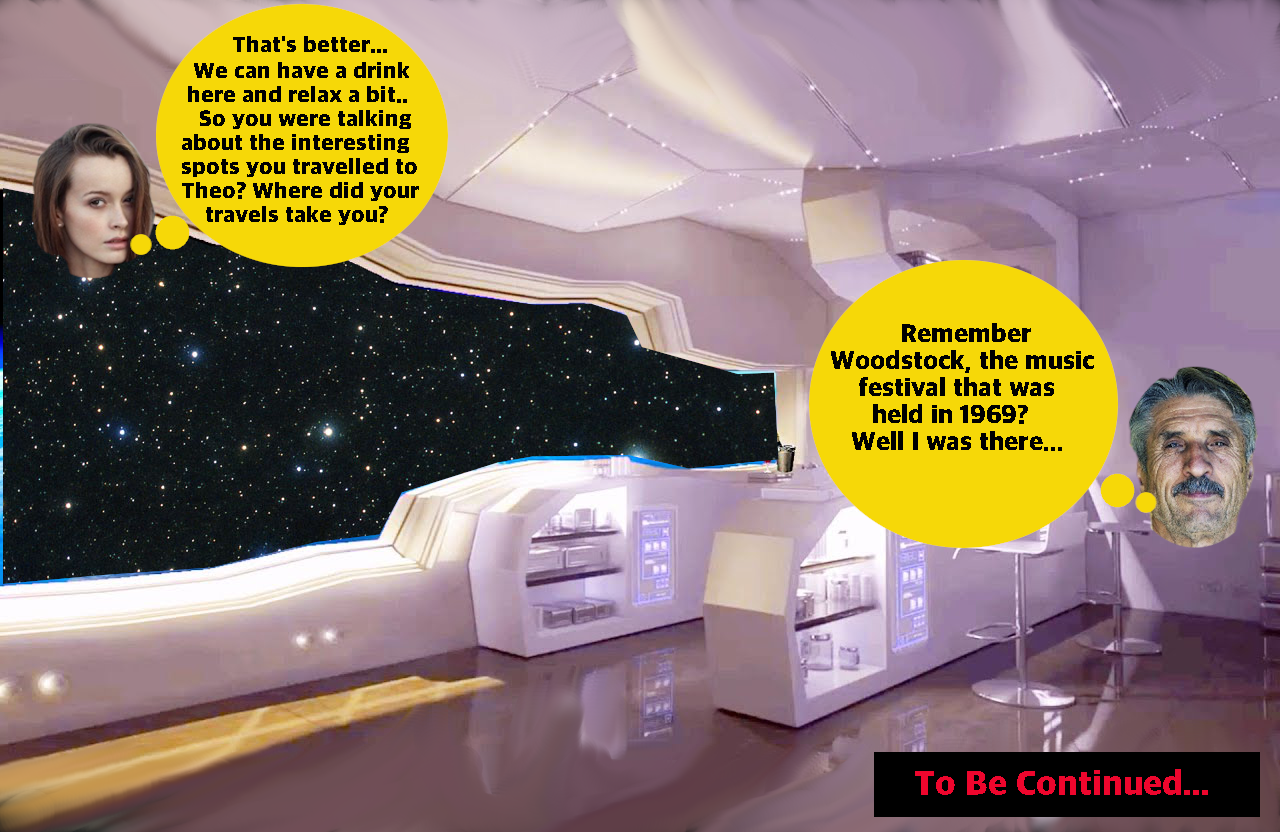 That's better...
We can have a drink
here and relax a bit..
So you were talking
about the interesting
spots you travelled to
Theo? Where did your
travels take you?
Remember
Woodstock, the music
festival that was
held in 1969?
Well I was there...
To Be Continued...